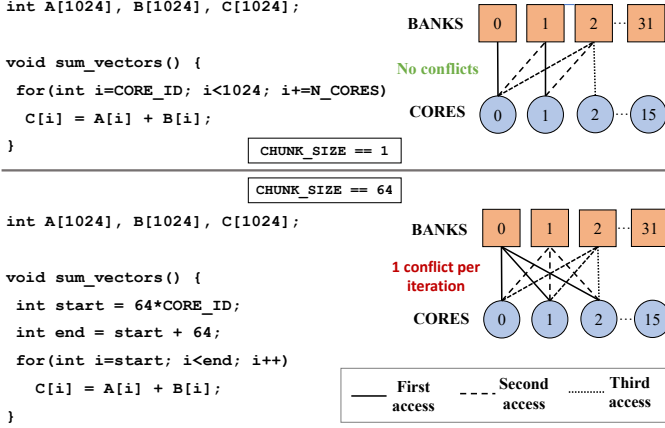 int A[1024], B[1024], C[1024];
void sum_vectors() {
for(int i=CORE_ID; i<1024; i+=N_CORES)
C[i] = A[i] + B[i];
}
CHUNK_SIZE == 1
BANKS
0 1 2 ... 31
No conflicts
CORES
0 1 2 ... 15
CHUNK_SIZE == 64
int A[1024], B[1024], C[1024];
void sum_vectors() {
int start = 64*CORE_ID;
int end = start + 64;
for(int i=start; i<end; i++)
C[i] = A[i] + B[i];
}
BANKS
0 1 2 ... 31
1 conflict per
iteration
CORES
0 1 2 ... 15
First
access
Second
access
Third
access